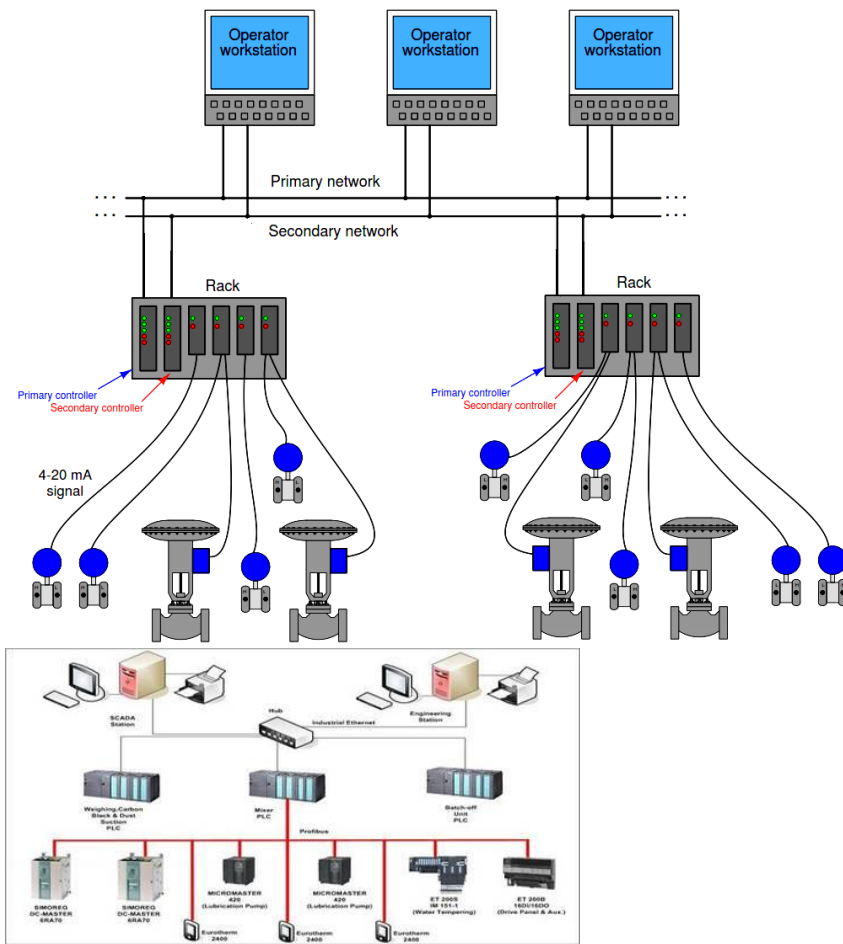 Operator
workstation
Operator
workstation
Operator
workstation
Primary network
Secondary network
Rack
Rack
Primary controller
Secondary controller
Primary controller
Secondary controller
4-20 mA
signal
H L
H L
H L
L H
L H
L H
L H
L H
L H
SCADA
Station
Hub
Industrial Ethernet
Engineering
Station
Weighing,Carbon
Black & Dust
Suction
PLC
Mixer
PLC
Batch-off
Unit
PLC
Profibus
SIMOREG
DC-MASTER
6RA70
SIMOREG
DC-MASTER
6RA70
MICROMASTER
420
(Lubrication Pump)
MICROMASTER
420
(Lubrication Pump)
ET 200S
IM 151-1
(Water Tempering)
ET 200B
16DI/16DO
(Drive Panel & Aux.)
Eurotherm
2400
Eurotherm
2400
Eurotherm
2400